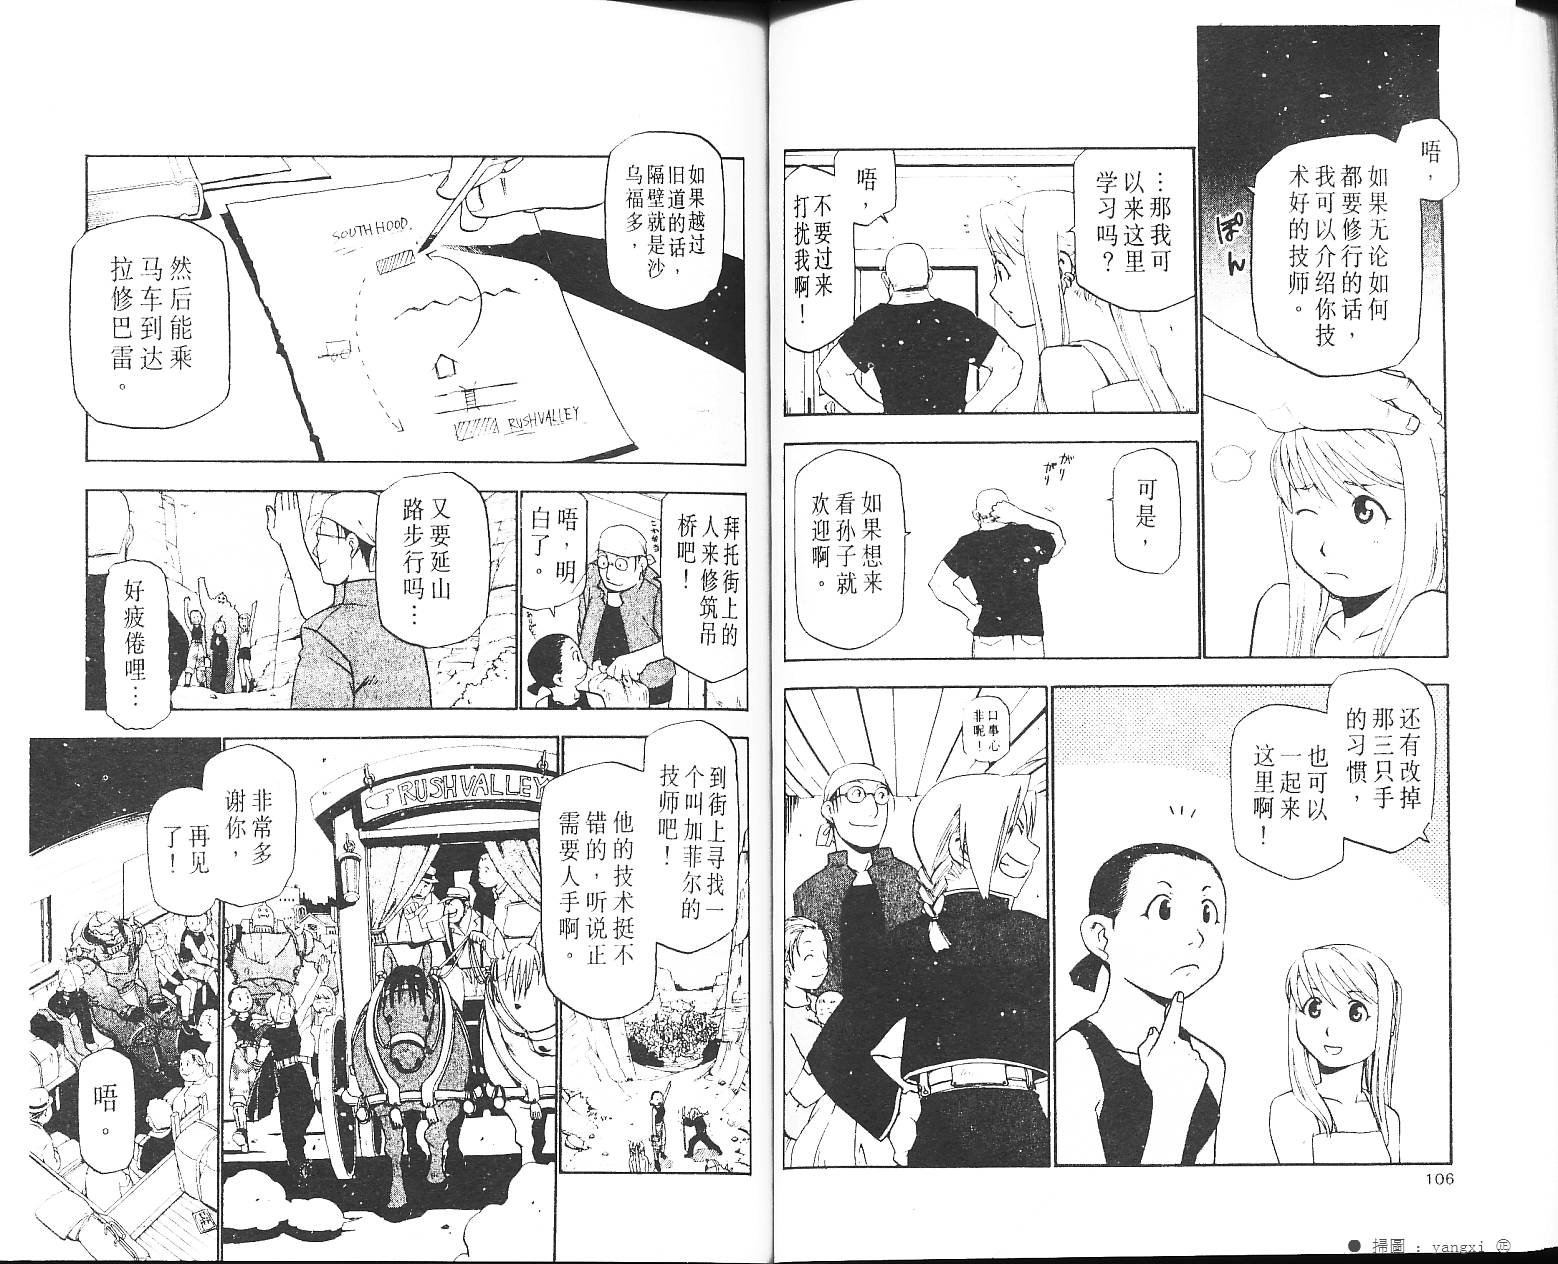 唔，
如果无论如何
都要修行的话，
我可以介绍你技
术好的技师。
ぽん
…那我可
以来这里
学习吗？
唔，
不要过来
打扰我啊！
可是，
がり
がり
如果想来
看孙子就
欢迎啊。
还有改掉
那三只手
的习惯，
也可以
一起来
这里啊！
口事心
非呢！
106
如果越过
旧道的话，
隔壁就是沙
乌福多，
SOUTH HOOD.
RUSHVALLEY
然后能乘
马车到达
拉修巴雷。
拜托街上的
人来修筑吊
桥吧！
唔，明
白了。
又要延山
路步行吗…
好疲倦哩…
到街上寻找一
个叫加菲尔的
技师吧！
他的技术挺不
错的，听说正
需要人手啊。
RUSHVALLEY
非常多
谢你，
再见
了！
唔。
● 掃圖 : yangxi ㊣